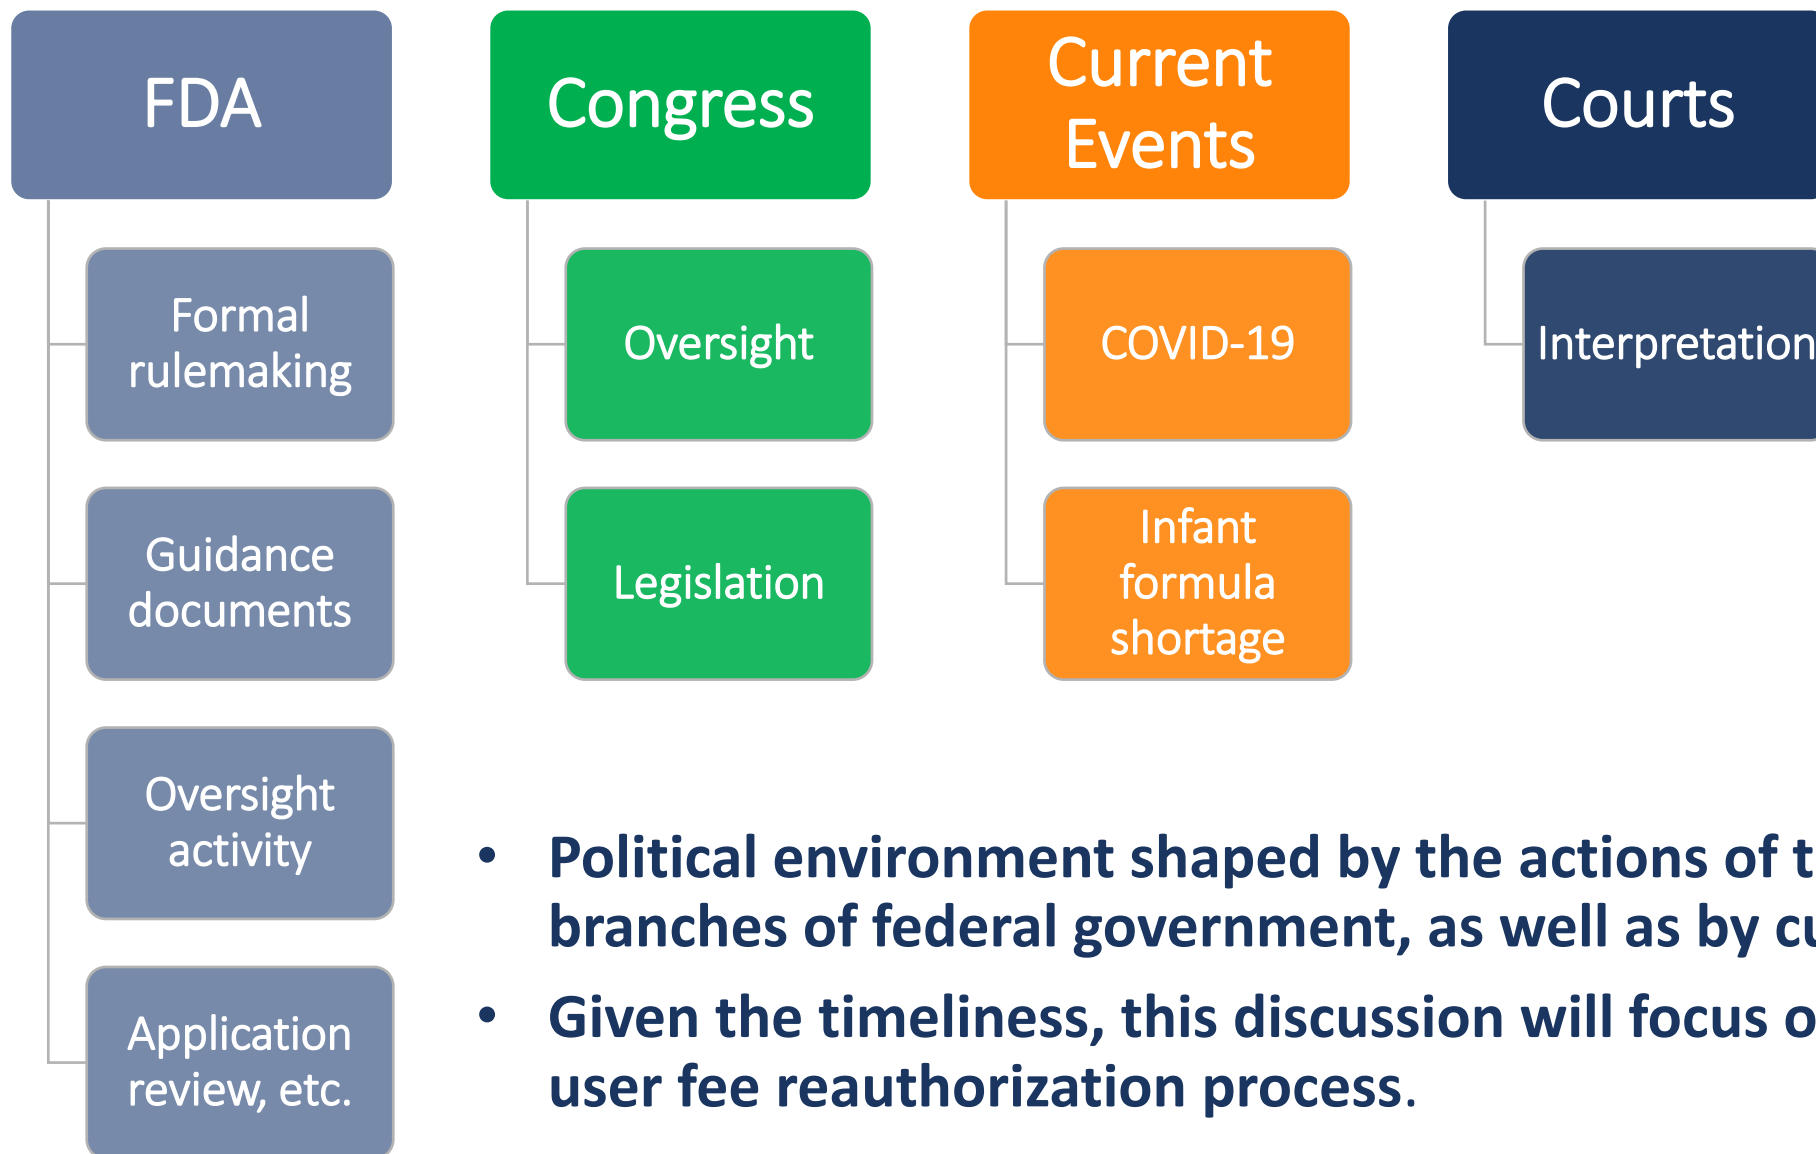 FDA
Formal
rulemaking
Guidance
documents
Oversight
activity
Application
review, etc.
Congress
Oversight
Legislation
Current
Events
COVID-19
Infant
formula
shortage
Courts
Interpretation
• Political environment shaped by the actions of
branches of federal government, as well as by
• Given the timeliness, this discussion will focus
user fee reauthorization process.